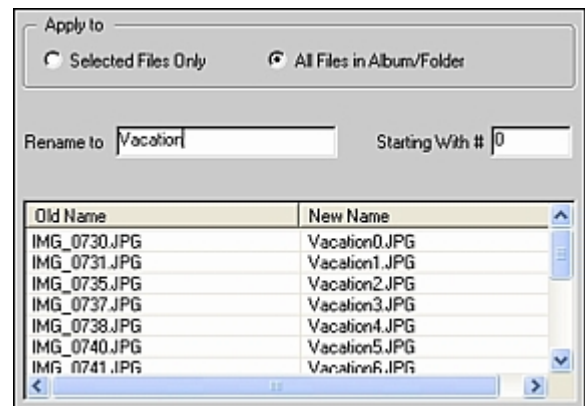 Apply to
Selected Files Only All Files in Album/Folder
Rename to Vacation Starting With # 0
Old Name New Name
IMG_0730.JPG Vacation0.JPG
IMG_0731.JPG Vacation1.JPG
IMG_0735.JPG Vacation2.JPG
IMG_0737.JPG Vacation3.JPG
IMG_0738.JPG Vacation4.JPG
IMG_0740.JPG Vacation5.JPG
IMG_0741.JPG Vacation6.JPG